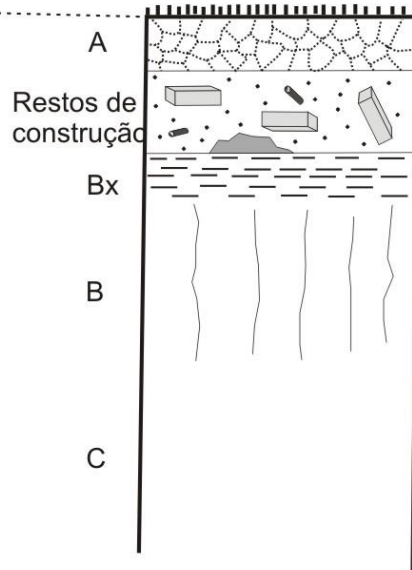 A
Restos de
construção
Bx
B
C